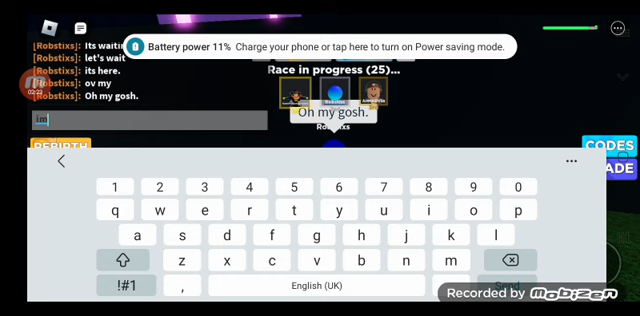 Battery power 11% Charge your phone or tap here to turn on Power saving mode.
[Robstixs]: Its waitin
[Robstixs]: let's wait
[Robstixs]: its here.
[Robstixs]: ov my
[Robstixs]: Oh my gosh.
im
Race in progress (25)...
Robstixs
Oh my gosh.
REBIRTH
CODES
ADE
1 2 3 4 5 6 7 8 9 0
q w e r t y u i o p
a s d f g h j k l
z x c v b n m
!#1 , English (UK) Send
Recorded by mobizen